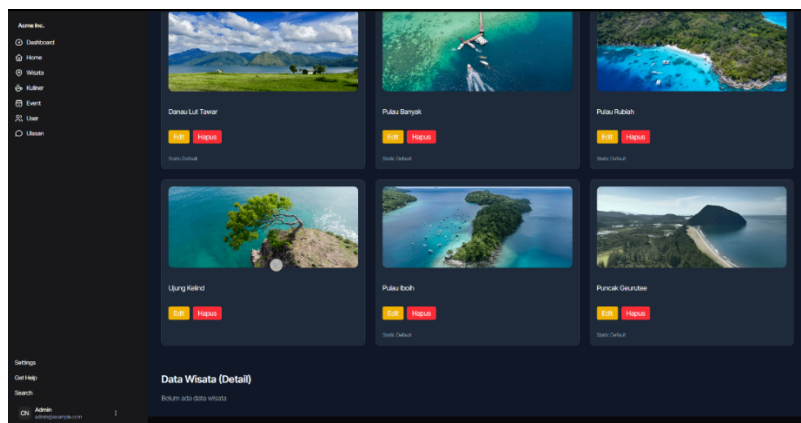 Acme Inc.
Dashboard
Home
Wisata
Kuliner
Event
User
Ulasan
Settings
Get Help
Search
CN
Admin
admin@example.com
Danau Lut Tawar
Edit
Hapus
Static Default
Pulau Banyak
Edit
Hapus
Static Default
Pulau Rubiah
Edit
Hapus
Static Default
Ujung Kelind
Edit
Hapus
Pulau Iboih
Edit
Hapus
Static Default
Puncak Geurutee
Edit
Hapus
Static Default
Data Wisata (Detail)
Belum ada data wisata